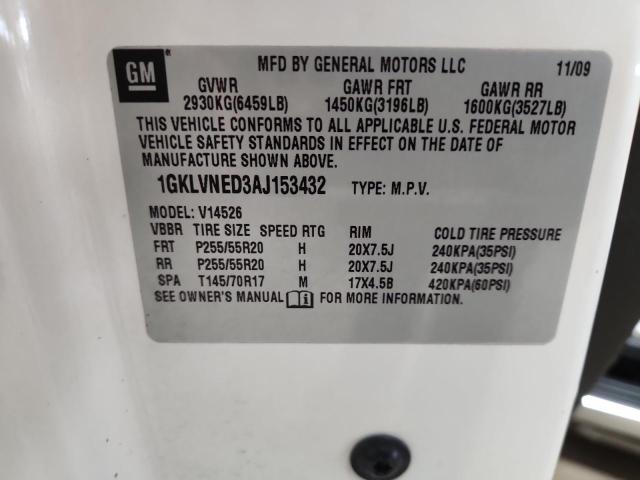 GM MFD BY GENERAL MOTORS LLC 11/09
GVWR GAWR FRT GAWR RR
2930KG(6459LB) 1450KG(3196LB) 1600KG(3527LB)
THIS VEHICLE CONFORMS TO ALL APPLICABLE U.S. FEDERAL MOTOR
VEHICLE SAFETY STANDARDS IN EFFECT ON THE DATE OF
MANUFACTURE SHOWN ABOVE.
1GKLVNED3AJ153432 TYPE: M.P.V.
MODEL: V14526
VBBR TIRE SIZE SPEED RTG RIM COLD TIRE PRESSURE
FRT P255/55R20 H 20X7.5J 240KPA(35PSI)
RR P255/55R20 H 20X7.5J 240KPA(35PSI)
SPA T145/70R17 M 17X4.5B 420KPA(60PSI)
SEE OWNER'S MANUAL i FOR MORE INFORMATION.